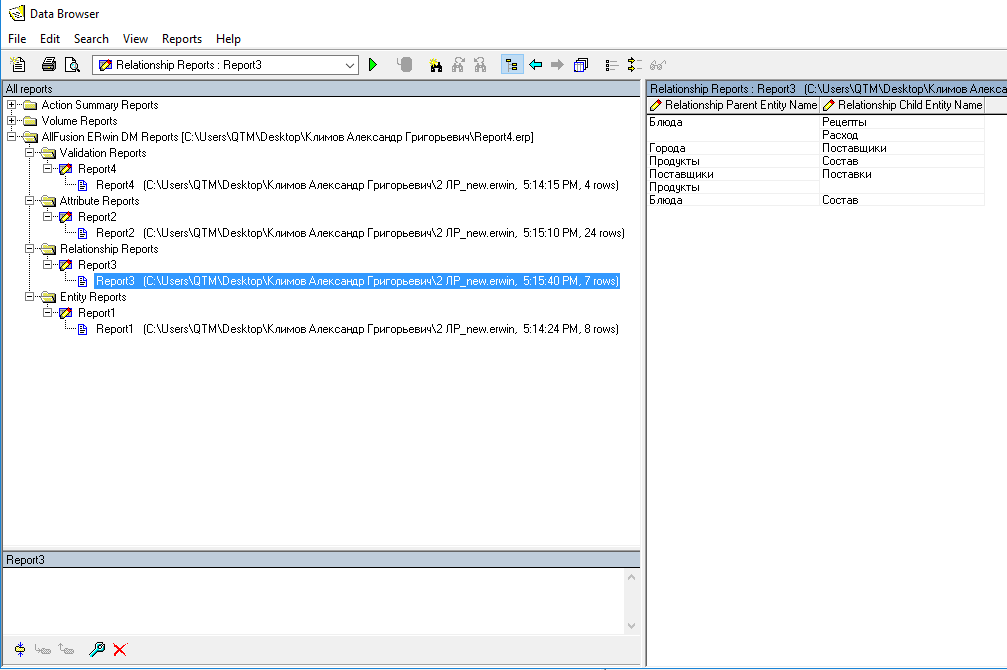 Data Browser
File Edit Search View Reports Help
Relationship Reports : Report3
All reports
Action Summary Reports
Volume Reports
AllFusion ERwin DM Reports [C:\Users\QTM\Desktop\Климов Александр Григорьевич\Report4.erp]
Validation Reports
Report4
Report4 (C:\Users\QTM\Desktop\Климов Александр Григорьевич\2 ЛР_new.erwin, 5:14:15 PM, 4 rows)
Attribute Reports
Report2
Report2 (C:\Users\QTM\Desktop\Климов Александр Григорьевич\2 ЛР_new.erwin, 5:15:10 PM, 24 rows)
Relationship Reports
Report3
Report3 (C:\Users\QTM\Desktop\Климов Александр Григорьевич\2 ЛР_new.erwin, 5:15:40 PM, 7 rows)
Entity Reports
Report1
Report1 (C:\Users\QTM\Desktop\Климов Александр Григорьевич\2 ЛР_new.erwin, 5:14:24 PM, 8 rows)
Report3
Relationship Reports : Report3 (C:\Users\QTM\Desktop\Климов Алекса
Relationship Parent Entity Name Relationship Child Entity Name
Блюда Рецепты
Расход
Города Поставщики
Продукты Состав
Поставщики Поставки
Продукты
Блюда Состав